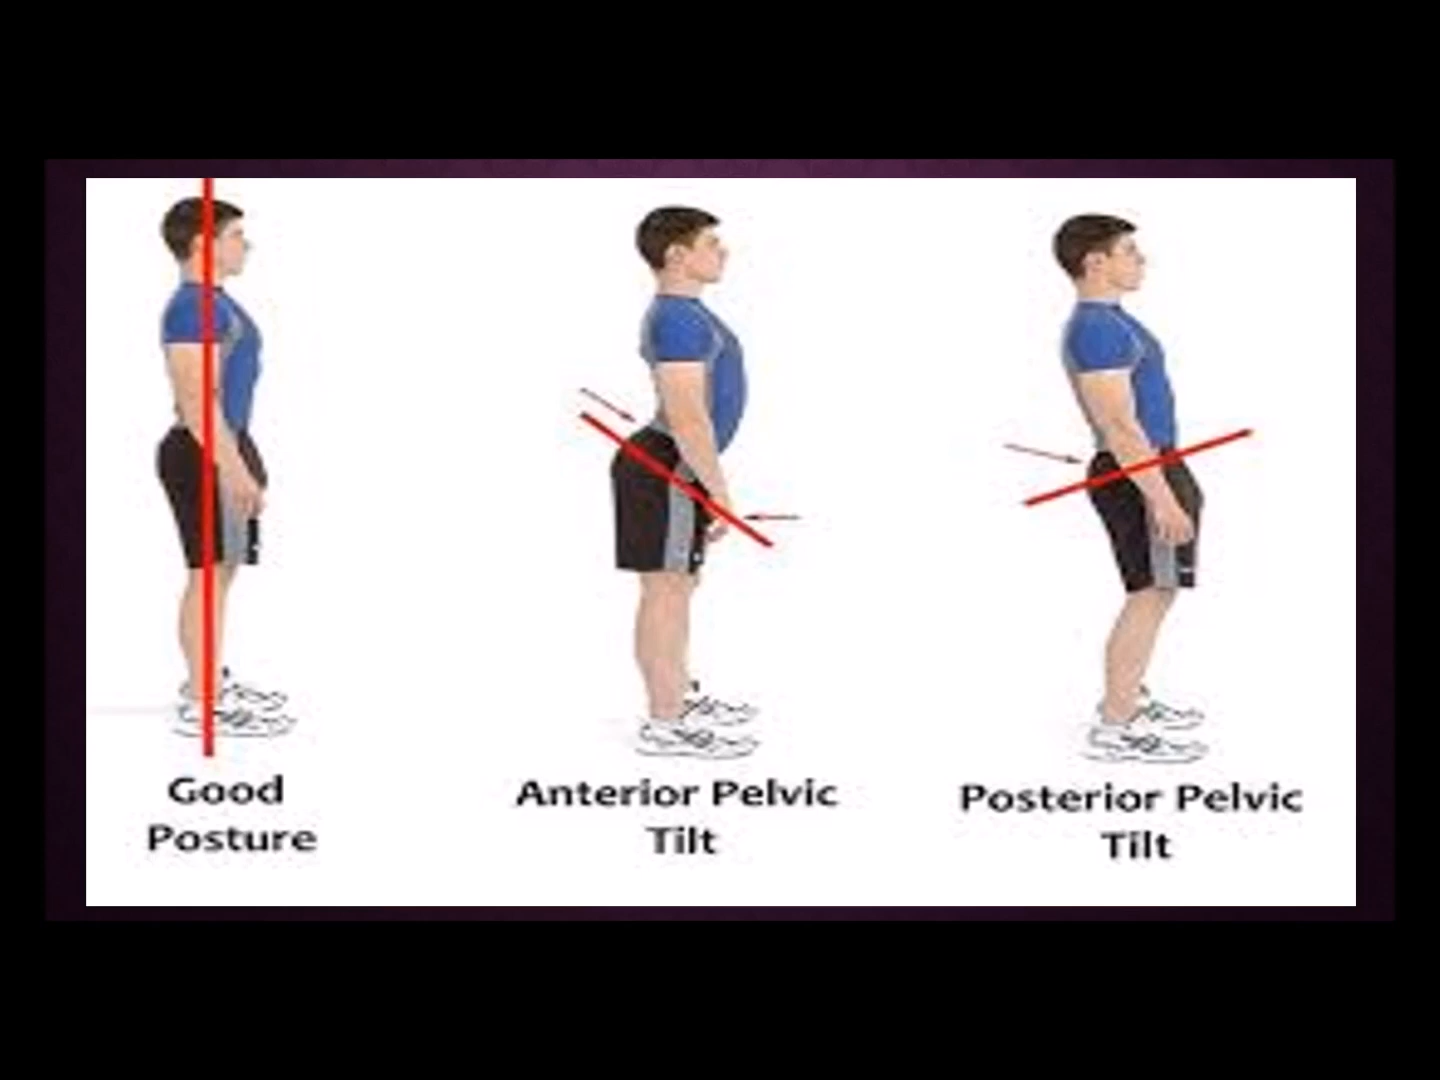 Good
Posture
Anterior Pelvic
Tilt
Posterior Pelvic
Tilt